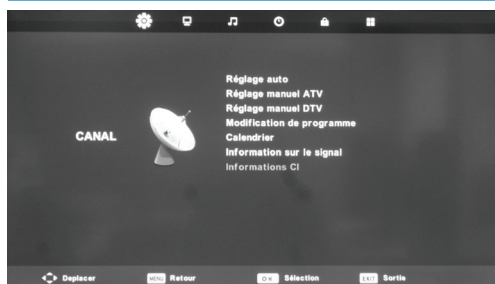 Réglage auto
Réglage manuel ATV
Réglage manuel DTV
Modification de programme
CANAL
Calendrier
Information sur le signal
Informations CI
Deplacer
MENU Retour
OK Sélection
EXIT Sortie